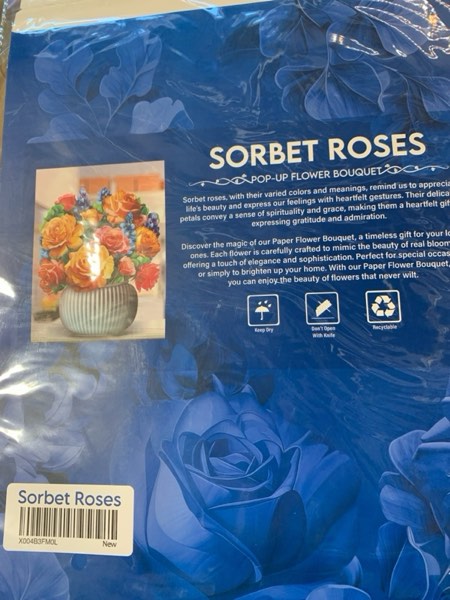 SORBET ROSES
POP-UP FLOWER BOUQUET
Sorbet roses, with their varied colors and meanings, remind us to apprecia
life's beauty and express our feelings with heartfelt gestures. Their delica
petals convey a sense of spirituality and grace, making them a heartfelt gif
expressing gratitude and admiration.
Discover the magic of our Paper Flower Bouquet, a timeless gift for your lo
ones. Each flower is carefully crafted to mimic the beauty of real bloom
offering a touch of elegance and sophistication. Perfect for special occas
or simply to brighten up your home. With our Paper Flower Bouquet,
you can enjoy the beauty of flowers that never wilt.
Keep Dry
Don't Open
With Knife
Recyclable
Sorbet Roses
X004B3FM0L
New